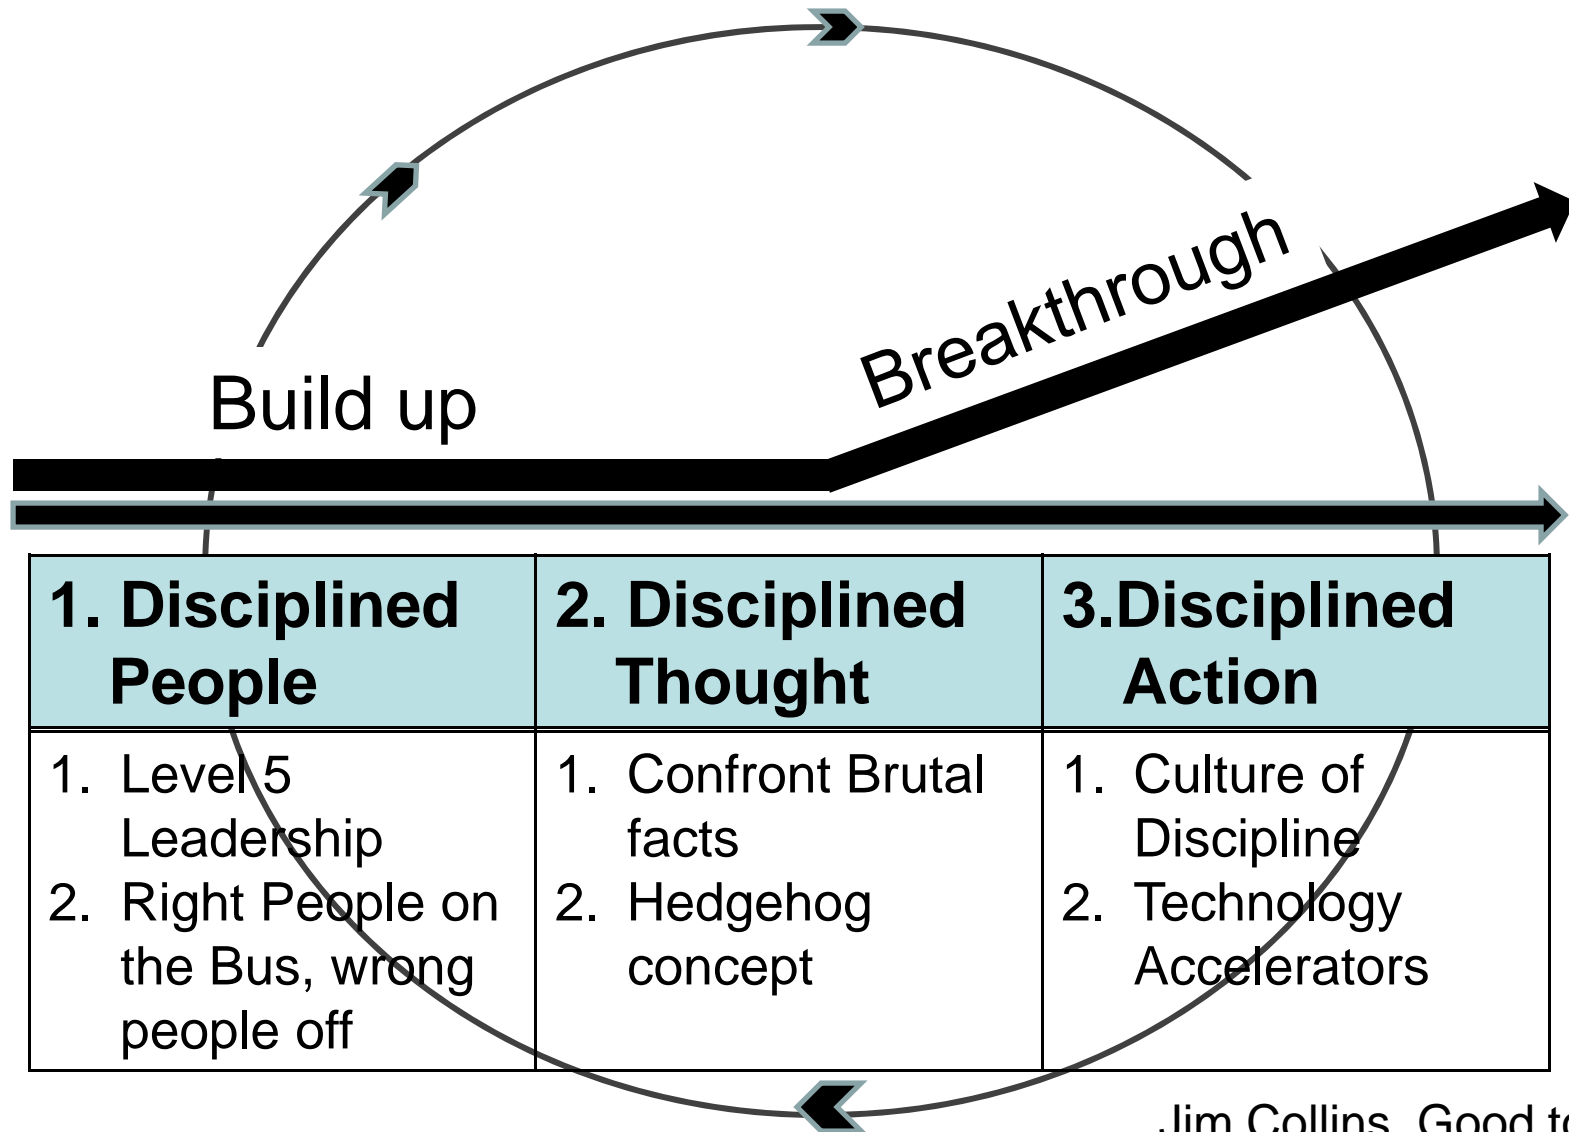 Build up
Breakthrough
1. Disciplined
People
2. Disciplined
Thought
3.Disciplined
Action
1. Level 5
Leadership
2. Right People on
the Bus, wrong
people off
1. Confront Brutal
facts
2. Hedgehog
concept
1. Culture of
Discipline
2. Technology
Accelerators
Jim Collins, Good to